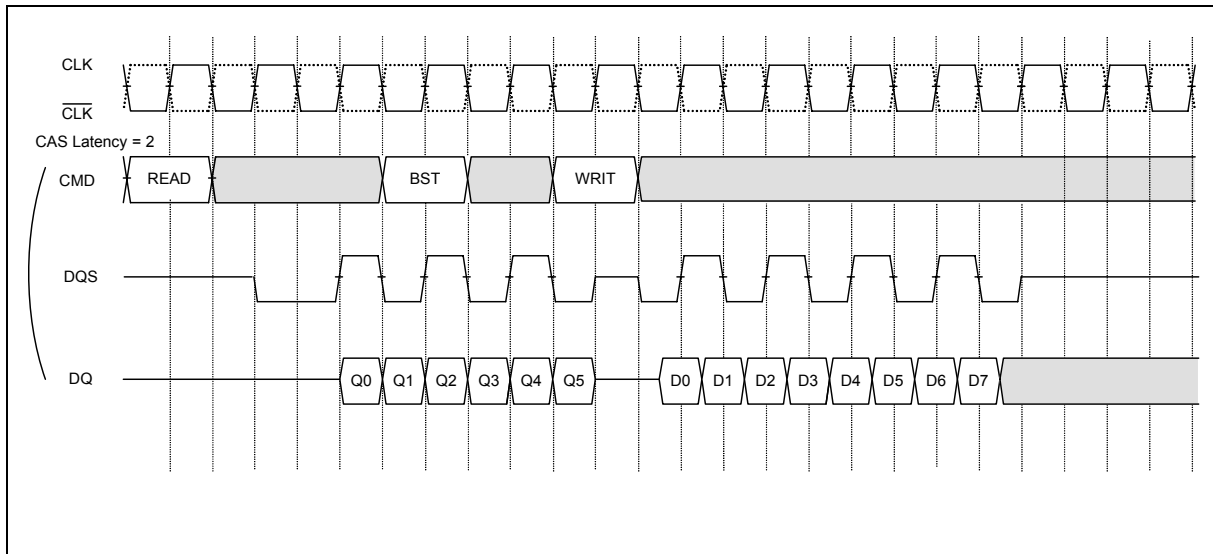 CLK
CLK
CAS Latency = 2
CMD READ BST WRIT
DQS
DQ Q0 Q1 Q2 Q3 Q4 Q5 D0 D1 D2 D3 D4 D5 D6 D7